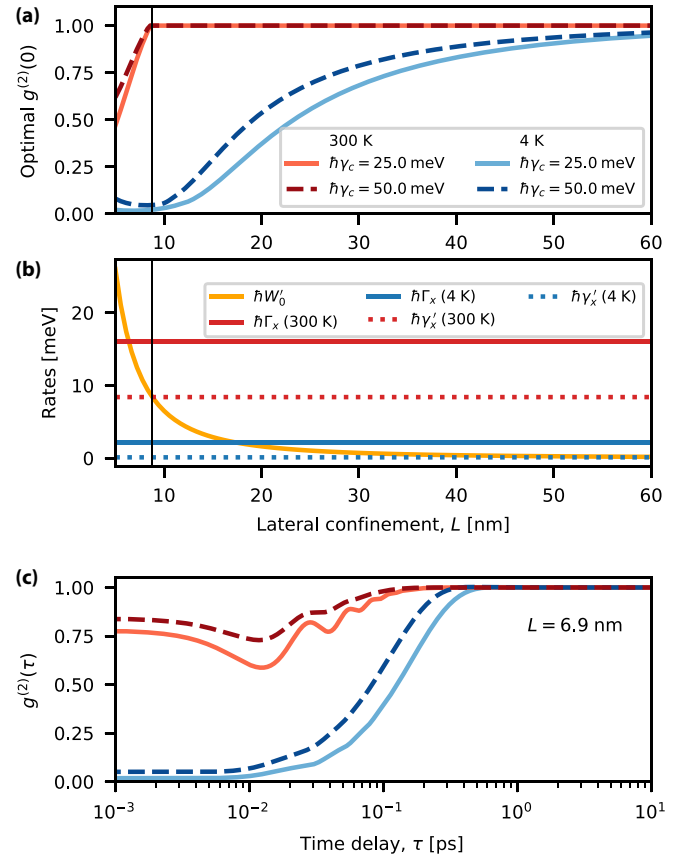 (a)
Optimal g⁽²⁾(0)
1.00
0.75
0.50
0.25
0.00
300 K 4 K
ħγc = 25.0 meV ħγc = 25.0 meV
ħγc = 50.0 meV ħγc = 50.0 meV
10 20 30 40 50 60
(b)
Rates [meV]
20
10
0
ħW′0 ħΓx (4 K) ħγ′x (4 K)
ħΓx (300 K) ħγ′x (300 K)
10 20 30 40 50 60
Lateral confinement, L [nm]
(c)
g⁽²⁾(τ)
1.00
0.75
0.50
0.25
0.00
L = 6.9 nm
10⁻³ 10⁻² 10⁻¹ 10⁰ 10¹
Time delay, τ [ps]